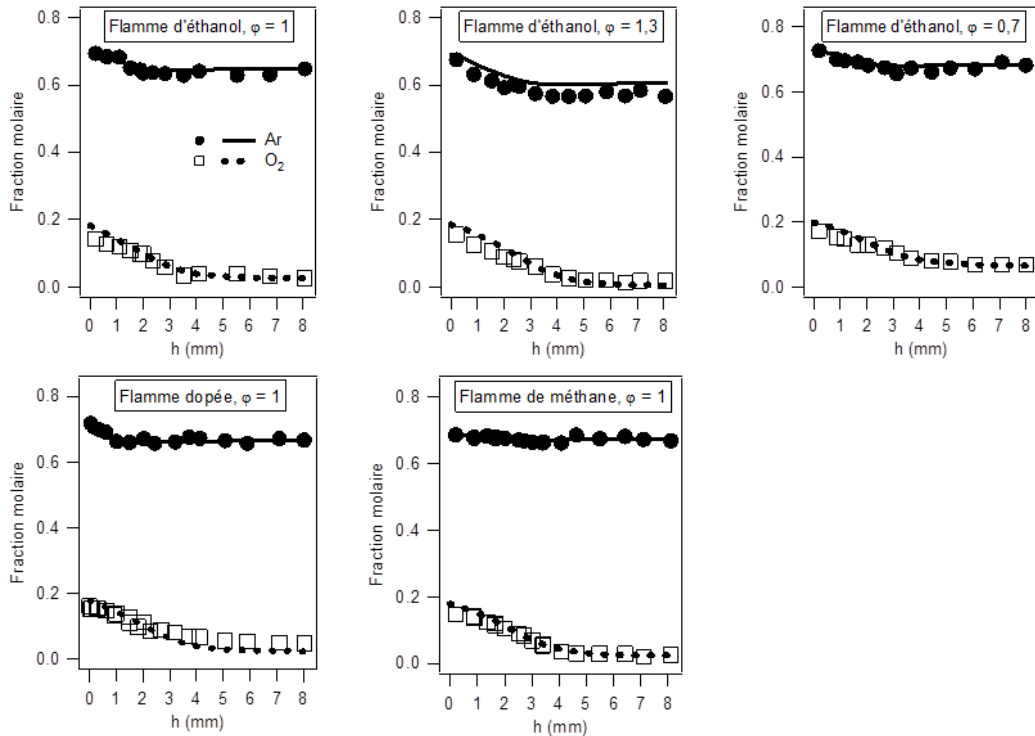 Flamme d'éthanol, φ = 1
0.8
0.6
0.4
0.2
0.0
Fraction molaire
Ar
O2
0 1 2 3 4 5 6 7 8
h (mm)
Flamme d'éthanol, φ = 1,3
0.8
0.6
0.4
0.2
0.0
Fraction molaire
0 1 2 3 4 5 6 7 8
h (mm)
Flamme d'éthanol, φ = 0,7
0.8
0.6
0.4
0.2
0.0
Fraction molaire
0 1 2 3 4 5 6 7 8
h (mm)
Flamme dopée, φ = 1
0.8
0.6
0.4
0.2
0.0
Fraction molaire
0 1 2 3 4 5 6 7 8
h (mm)
Flamme de méthane, φ = 1
0.8
0.6
0.4
0.2
0.0
Fraction molaire
0 1 2 3 4 5 6 7 8
h (mm)